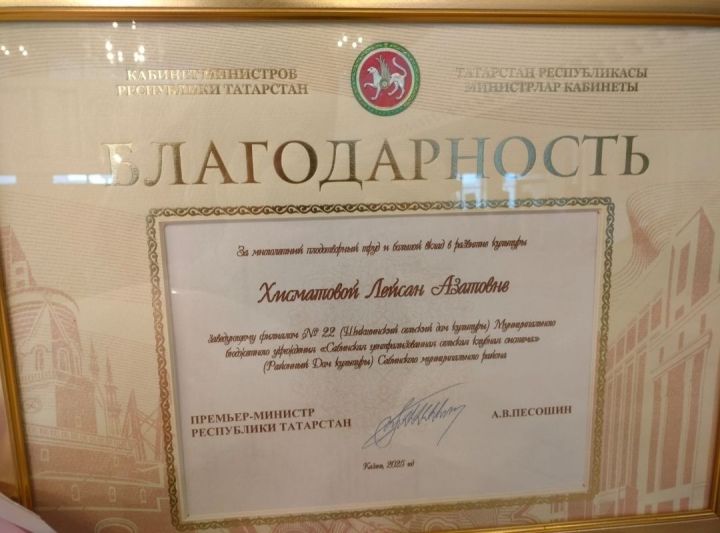 КАБИНЕТ МИНИСТРОВ
РЕСПУБЛИКИ ТАТАРСТАН
ТАТАРСТАН РЕСПУБЛИКАСЫ
МИНИСТРЛАР КАБИНЕТЫ
БЛАГОДАРНОСТЬ
За многолетний плодотворный труд и большой вклад в развитие культуры
Хисматовой Лейсан Азатовне
заведующему филиалом № 22 (Шекшинский сельский дом культуры) Муниципального
бюджетного учреждения «Сабинская централизованная сельская клубная система»
(Районный Дом культуры) Сабинского муниципального района
ПРЕМЬЕР-МИНИСТР
РЕСПУБЛИКИ ТАТАРСТАН
А.В.ПЕСОШИН
Казань, 2025 год